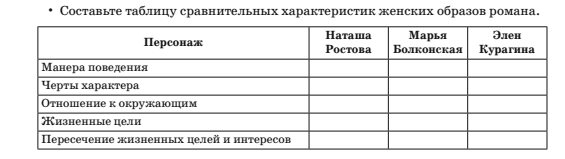 • Составьте таблицу сравнительных характеристик женских образов романа.
Персонаж Наташа Ростова Марья Болконская Элен Курагина
Манера поведения
Черты характера
Отношение к окружающим
Жизненные цели
Пересечение жизненных целей и интересов